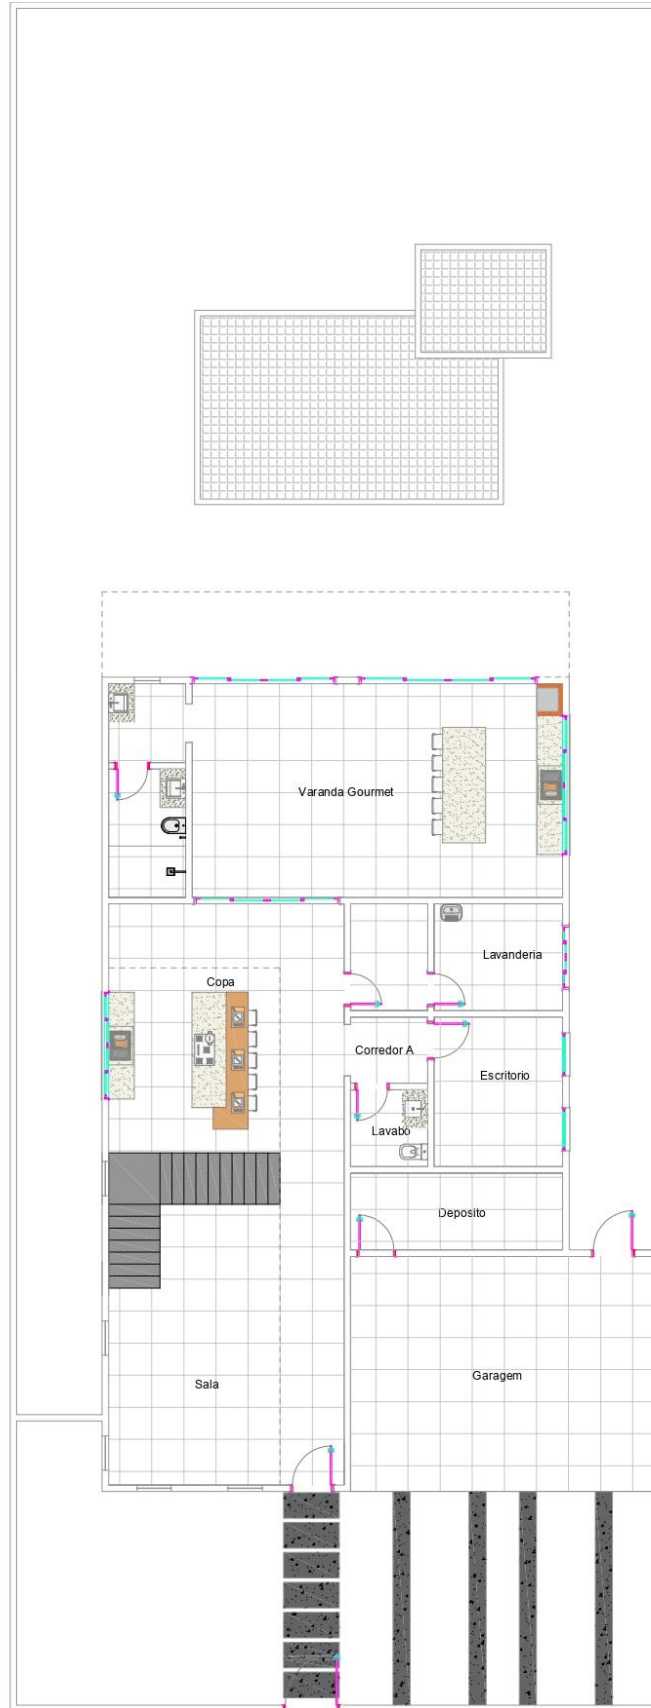 Varanda Gourmet
Lavanderia
Copa
Corredor A
Escritorio
Lavabo
Deposito
Garagem
Sala